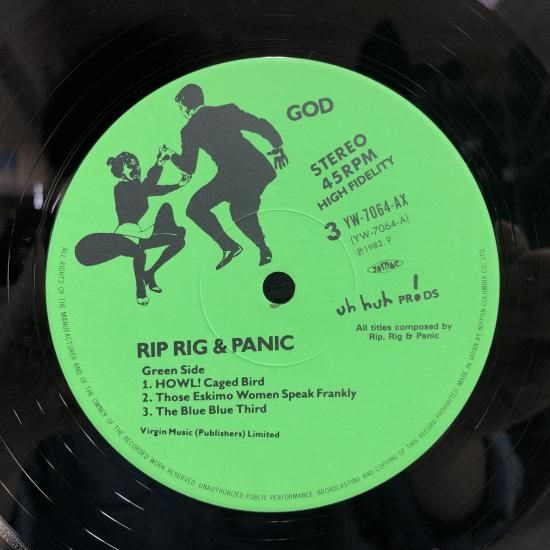 GOD
STEREO
45RPM
HIGH FIDELITY
3 YW-7064-AX
(YW-7064-A)
Ⓟ1982.9
JASRAC
uh huh PRODS
All titles composed by
Rip, Rig & Panic
RIP RIG & PANIC
Green Side
1. HOWL! Caged Bird
2. Those Eskimo Women Speak Frankly
3. The Blue Blue Third
Virgin Music (Publishers) Limited
ALL RIGHTS OF THE MANUFACTURER AND OF THE OWNER OF THE RECORDED WORK RESERVED. UNAUTHORIZED PUBLIC PERFORMANCE, BROADCASTING AND COPYING OF THIS RECORD PROHIBITED. MADE IN JAPAN BY NIPPON COLUMBIA CO., LTD.